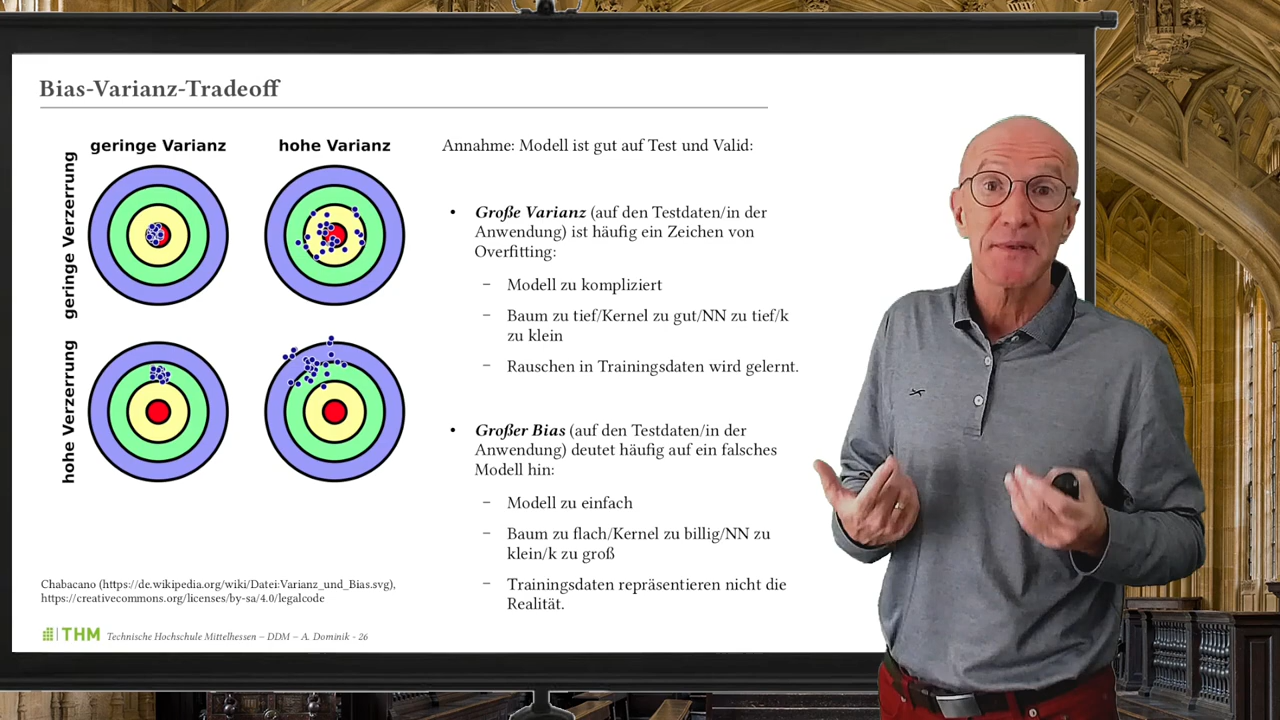 Bias-Varianz-Tradeoff
geringe Varianz
hohe Varianz
geringe Verzerrung
hohe Verzerrung
Annahme: Modell ist gut auf Test und Valid:
• Große Varianz (auf den Testdaten/in der
Anwendung) ist häufig ein Zeichen von
Overfitting:
– Modell zu kompliziert
– Baum zu tief/Kernel zu gut/NN zu tief/k
zu klein
– Rauschen in Trainingsdaten wird gelernt.
• Großer Bias (auf den Testdaten/in der
Anwendung) deutet häufig auf ein falsches
Modell hin:
– Modell zu einfach
– Baum zu flach/Kernel zu billig/NN zu
klein/k zu groß
– Trainingsdaten repräsentieren nicht die
Realität.
Chabacano (https://de.wikipedia.org/wiki/Datei:Varianz_und_Bias.svg),
https://creativecommons.org/licenses/by-sa/4.0/legalcode
THM Technische Hochschule Mittelhessen – DDM – A. Dominik - 26